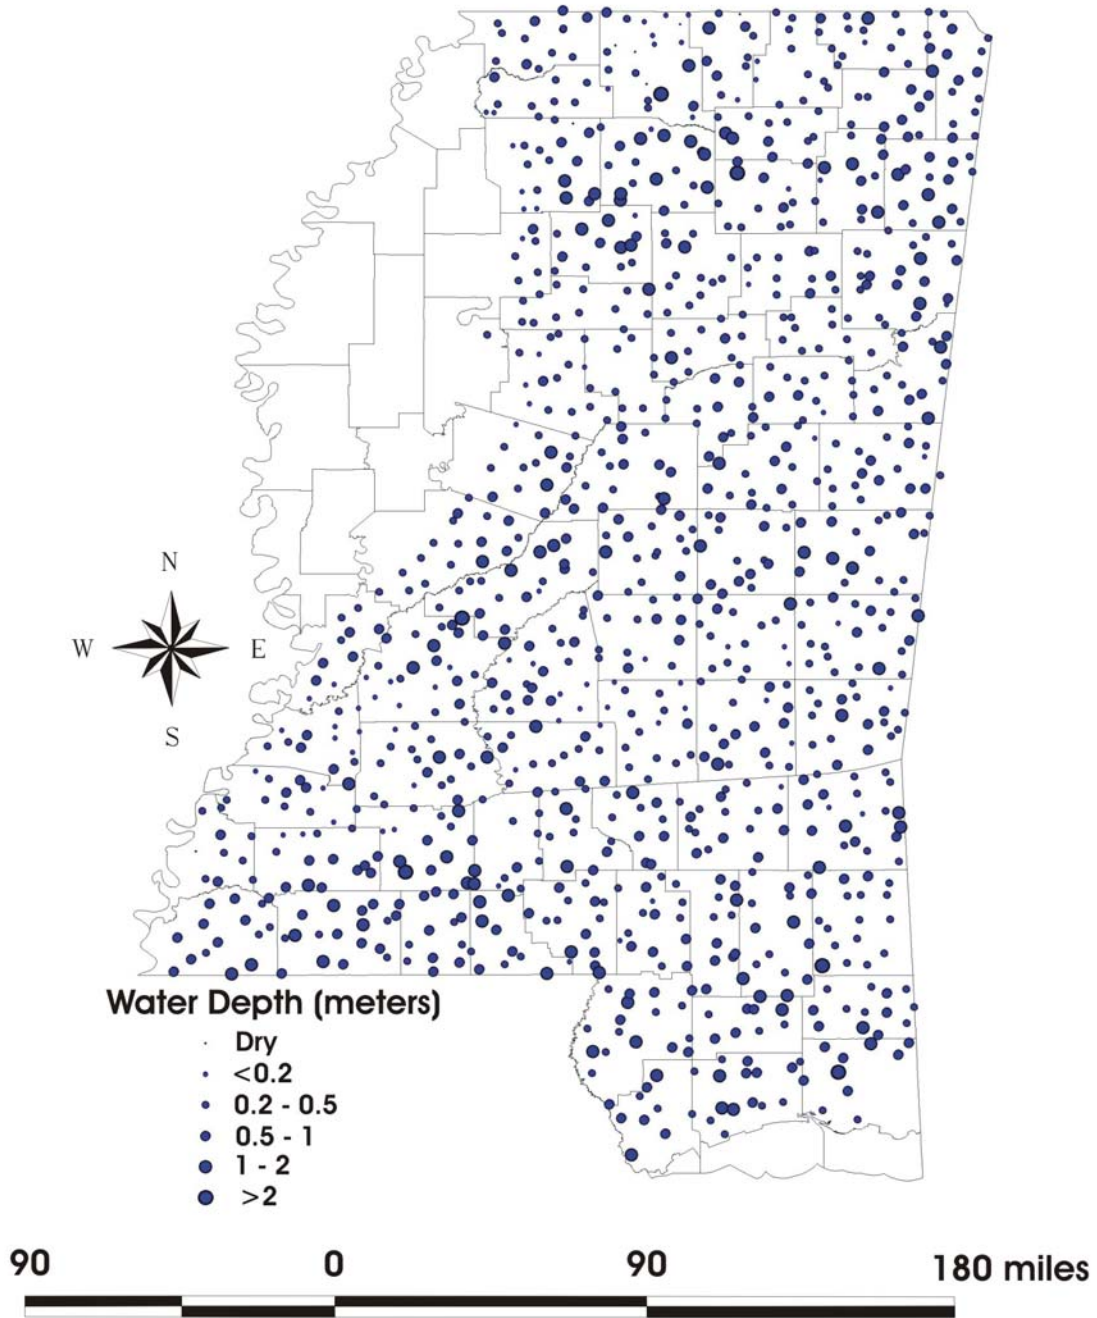 N
W E
S
Water Depth (meters)
Dry
<0.2
0.2 - 0.5
0.5 - 1
1 - 2
>2
90 0 90 180 miles